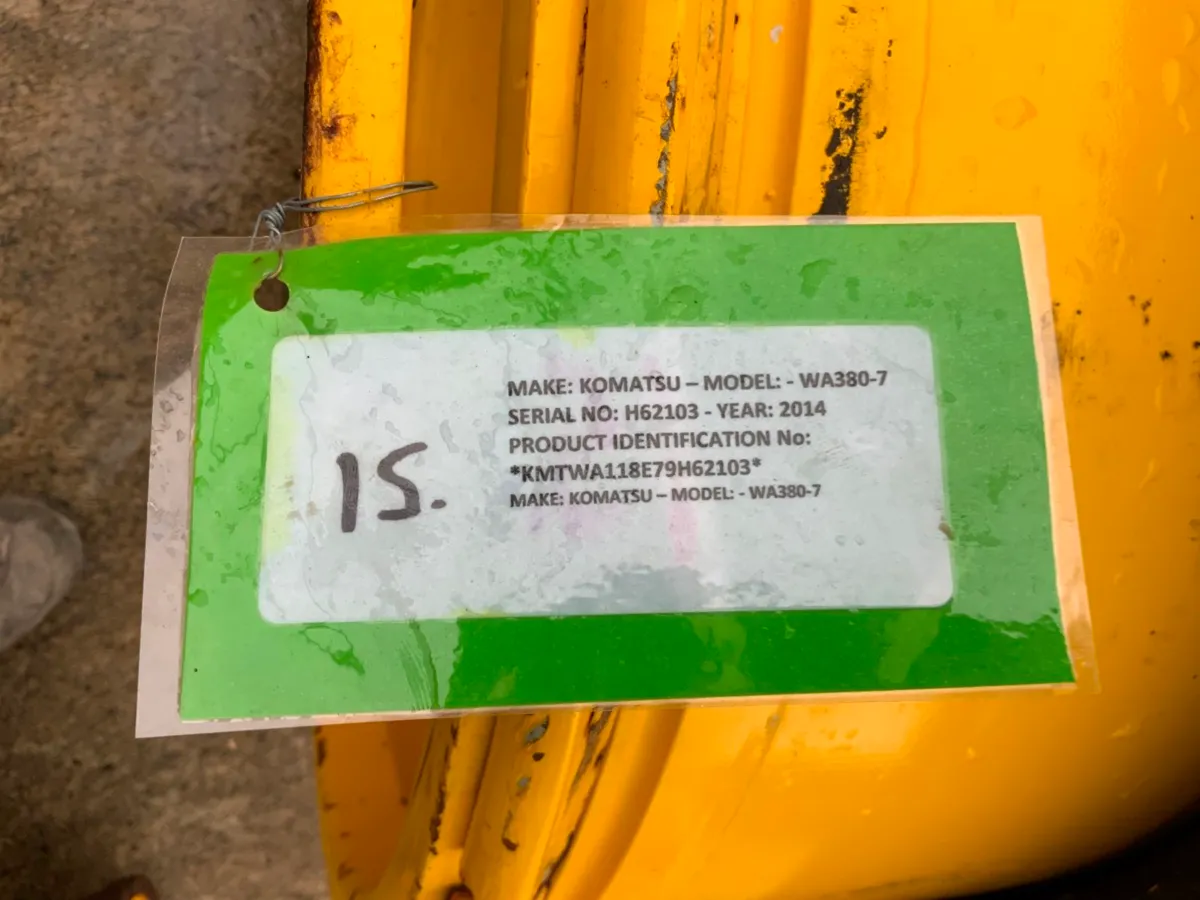 MAKE: KOMATSU – MODEL: - WA380-7
SERIAL NO: H62103 - YEAR: 2014
PRODUCT IDENTIFICATION No:
*KMTWA118E79H62103*
MAKE: KOMATSU – MODEL: - WA380-7
15.